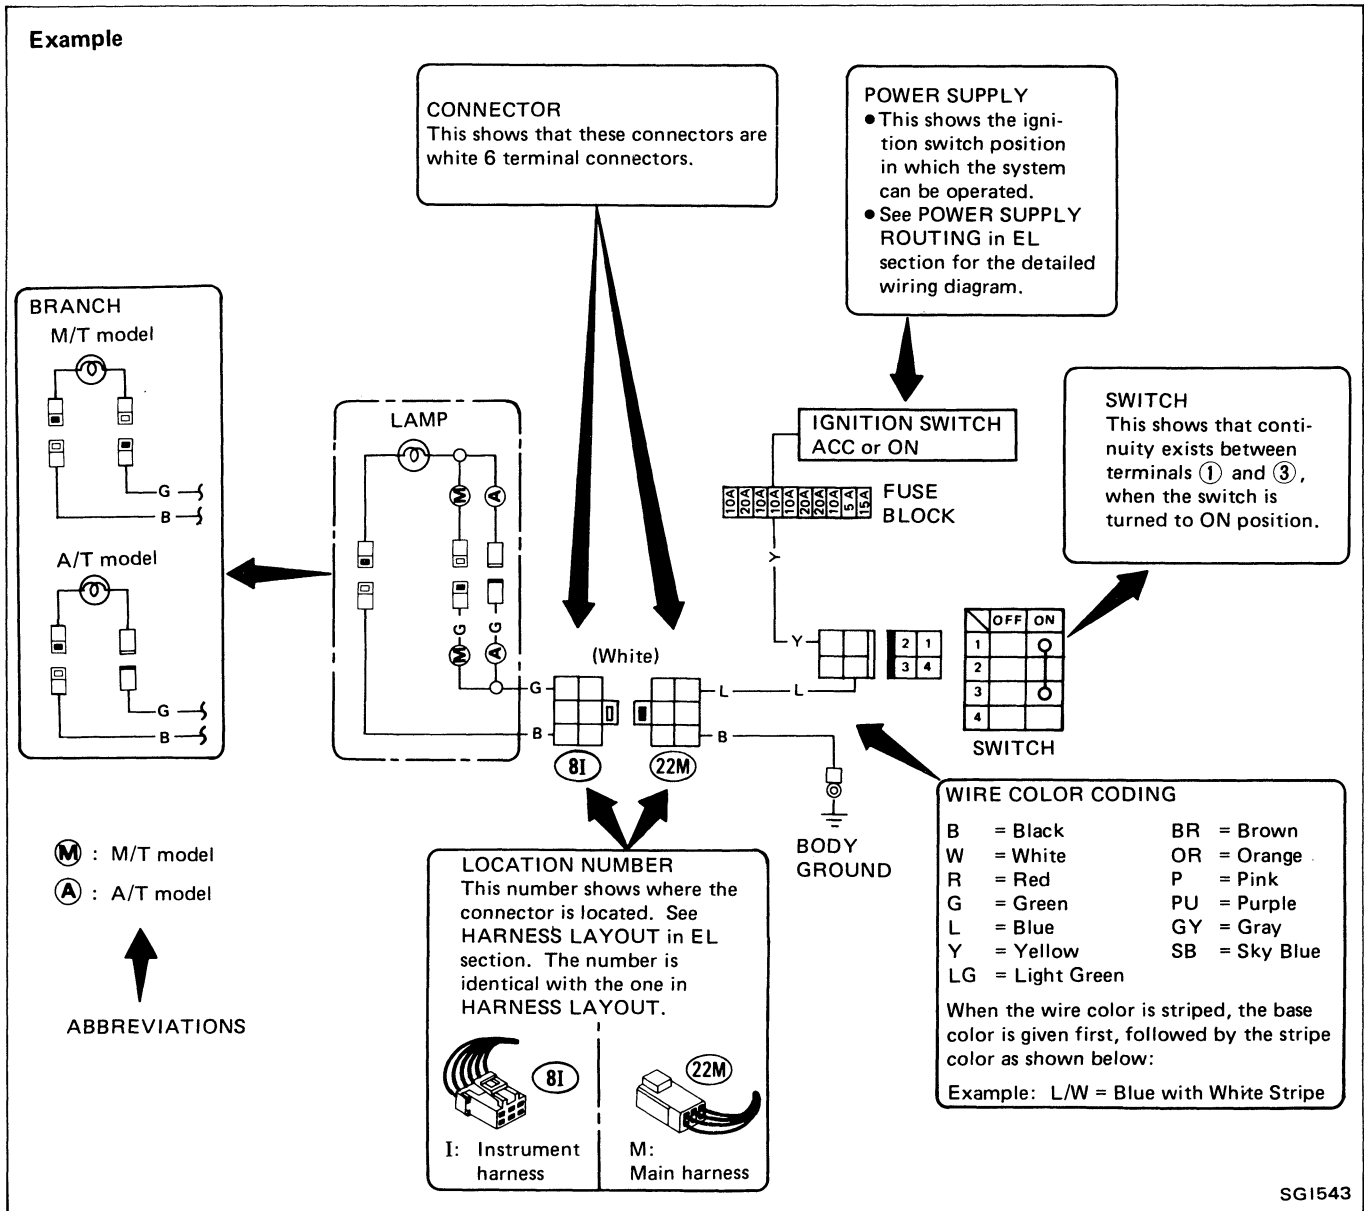 Example
CONNECTOR
This shows that these connectors are
white 6 terminal connectors.
POWER SUPPLY
●This shows the igni-
tion switch position
in which the system
can be operated.
●See POWER SUPPLY
ROUTING in EL
section for the detailed
wiring diagram.
BRANCH
M/T model
G
B
A/T model
G
B
LAMP
M
A
G
G
M
A
IGNITION SWITCH
ACC or ON
10A
20A
10A
10A
10A
20A
20A
10A
5A
15A
FUSE
BLOCK
Y
SWITCH
This shows that conti-
nuity exists between
terminals ① and ③,
when the switch is
turned to ON position.
Y
2 1
3 4
OFF ON
1
2
3
4
SWITCH
(White)
G
B
L
L
B
8I
22M
BODY
GROUND
M : M/T model
A : A/T model
ABBREVIATIONS
LOCATION NUMBER
This number shows where the
connector is located. See
HARNESS LAYOUT in EL
section. The number is
identical with the one in
HARNESS LAYOUT.
8I
22M
I: Instrument
harness
M:
Main harness
WIRE COLOR CODING
B = Black BR = Brown
W = White OR = Orange
R = Red P = Pink
G = Green PU = Purple
L = Blue GY = Gray
Y = Yellow SB = Sky Blue
LG = Light Green
When the wire color is striped, the base
color is given first, followed by the stripe
color as shown below:
Example: L/W = Blue with White Stripe
SGI543